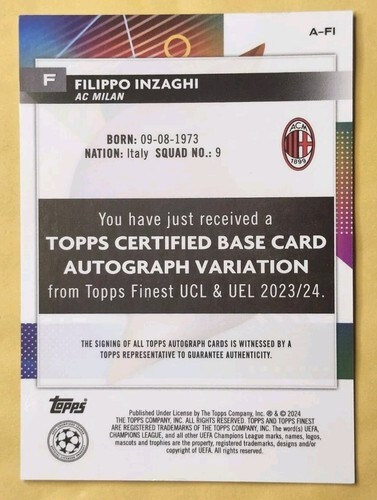 A-FI
F
FILIPPO INZAGHI
AC MILAN
BORN: 09-08-1973
NATION: Italy SQUAD NO.: 9
ACM
1899
You have just received a
TOPPS CERTIFIED BASE CARD
AUTOGRAPH VARIATION
from Topps Finest UCL & UEL 2023/24.
THE SIGNING OF ALL TOPPS AUTOGRAPH CARDS IS WITNESSED BY A
TOPPS REPRESENTATIVE TO GUARANTEE AUTHENTICITY.
Topps
Published Under License by The Topps Company, Inc. ® & © 2024
THE TOPPS COMPANY, INC. ALL RIGHTS RESERVED. TOPPS AND TOPPS FINEST
ARE REGISTERED TRADEMARKS OF THE TOPPS COMPANY, INC. The word(s) UEFA,
CHAMPIONS LEAGUE, and all other UEFA Champions League marks, names, logos,
mascots and trophies are the property, registered trademarks, designs and/or
copyright of UEFA. All rights reserved.